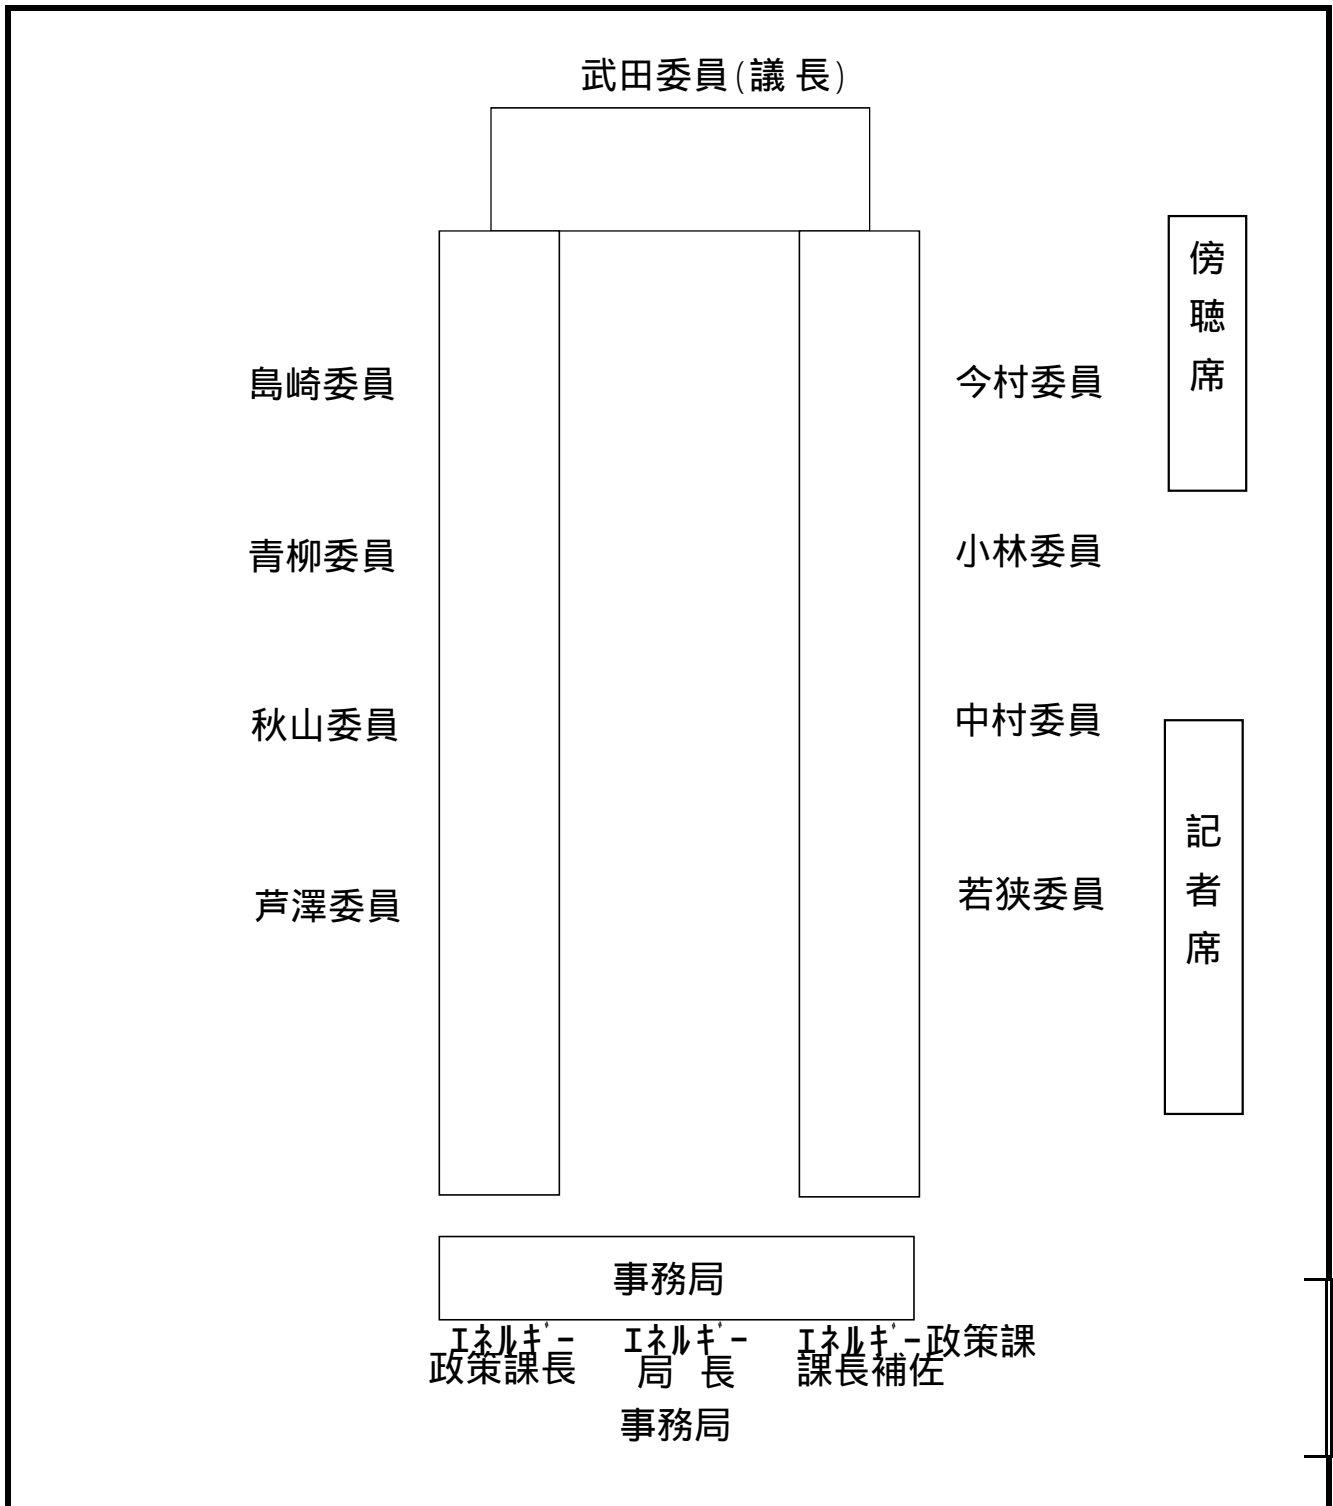 武田委員(議 長)
傍聴席
島崎委員
今村委員
青柳委員
小林委員
秋山委員
中村委員
記者席
芦澤委員
若狭委員
事務局
ｴﾈﾙｷﾞｰ
政策課長
ｴﾈﾙｷﾞｰ
局 長
ｴﾈﾙｷﾞｰ政策課
課長補佐
事務局